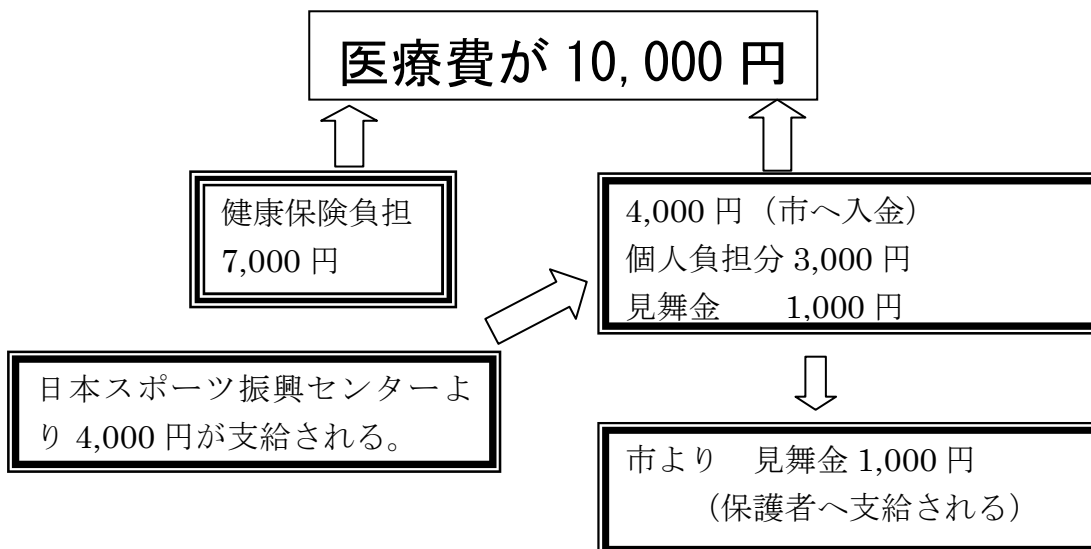 医療費が 10,000 円
健康保険負担
7,000 円
4,000 円（市へ入金）
個人負担分 3,000 円
見舞金　　1,000 円
日本スポーツ振興センターよ
り 4,000 円が支給される。
市より　見舞金 1,000 円
（保護者へ支給される）